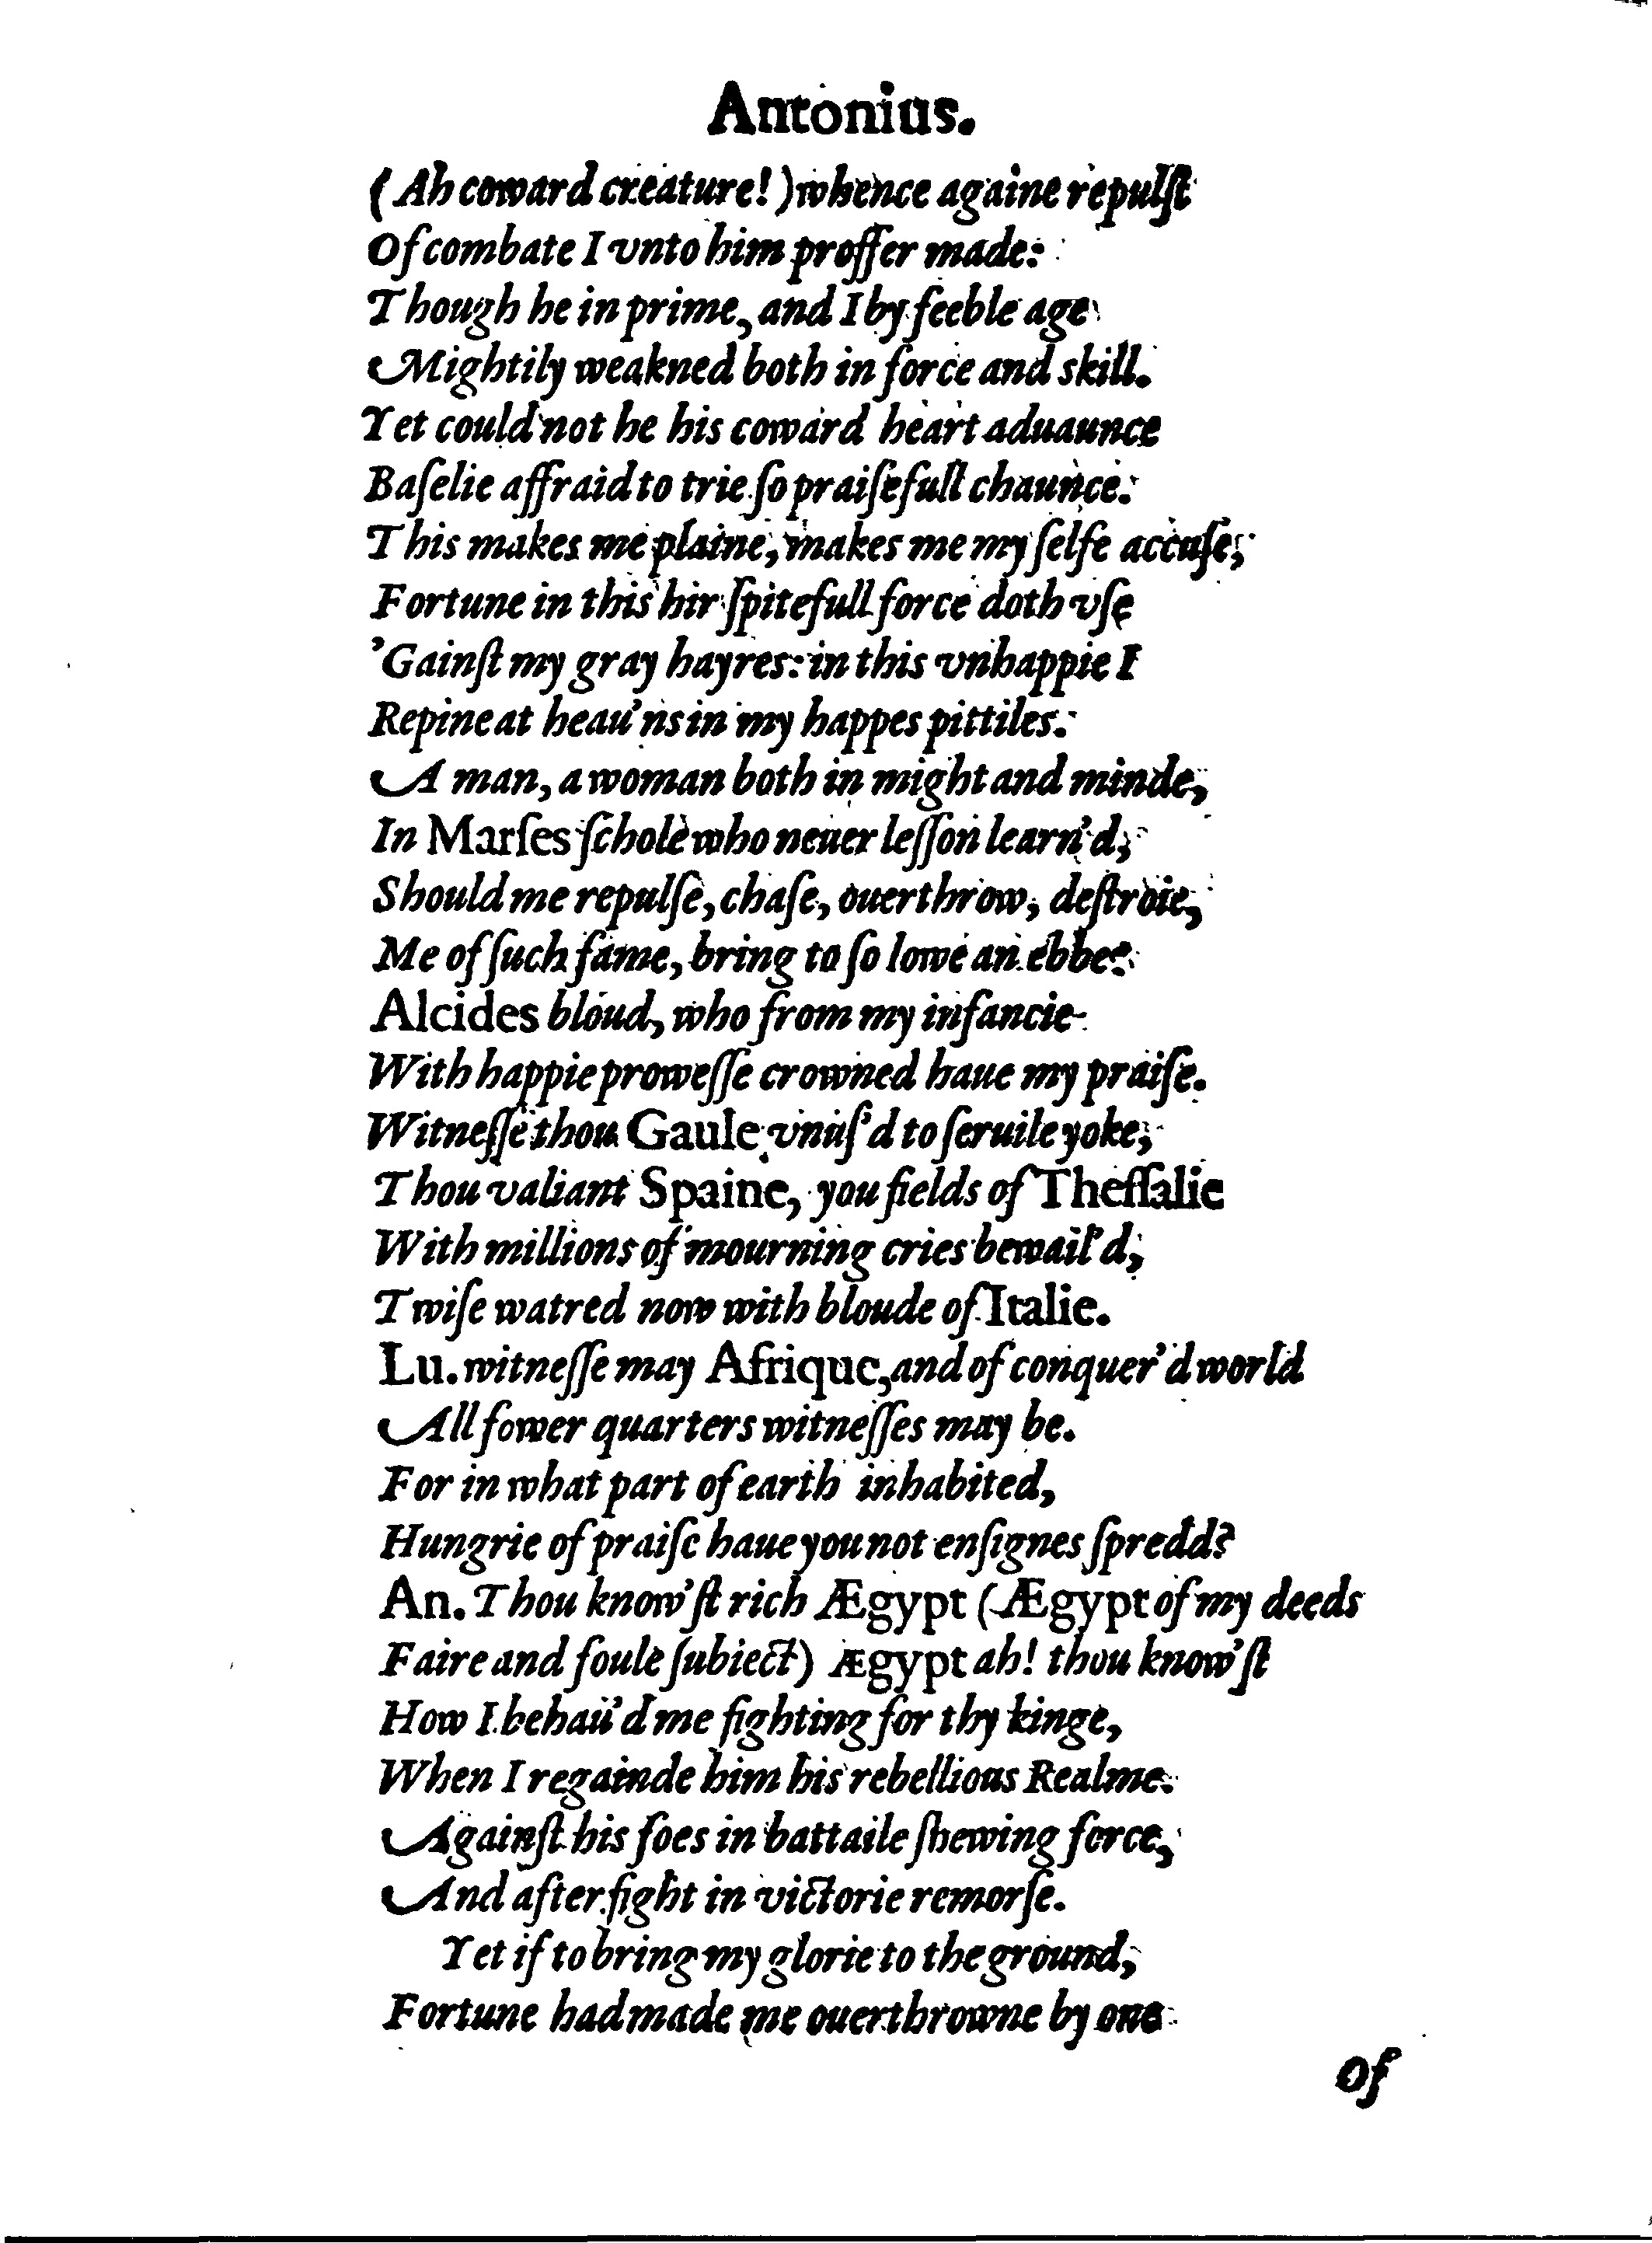 Antonius.
(Ah coward creature!) whence againe repulſt
Of combate I vnto him proffer made:
Though he in prime, and I by feeble age
Mightily weakned both in force and skill.
Yet could not he his coward heart aduaunce
Baſelie affraid to trie ſo praiſefull chaunce.
This makes me plaine, makes me my ſelfe accuſe,
Fortune in this hir ſpitefull force doth vſe
'Gainſt my gray hayres: in this vnhappie I
Repine at heau'ns in my happes pittiles.
A man, a woman both in might and minde,
In Marſes ſchole who neuer leſſon learn'd,
Should me repulſe, chaſe, ouerthrow, deſtroie,
Me of ſuch fame, bring to ſo lowe an ebbe?
Alcides bloud, who from my infancie
With happie proweſſe crowned haue my praiſe.
Witneſſe thou Gaule vnuſ'd to ſeruile yoke,
Thou valiant Spaine, you fields of Theſſalie
With millions of mourning cries bewail'd,
Twiſe watred now with bloude of Italie.
Lu. witneſſe may Afrique, and of conquer'd world
All fower quarters witneſſes may be.
For in what part of earth inhabited,
Hungrie of praiſe haue you not enſignes ſpredd?
An. Thou know'ſt rich Ægypt (Ægypt of my deeds
Faire and foule ſubiect) Ægypt ah! thou know'ſt
How I behau'd me fighting for thy kinge,
When I regainde him his rebellious Realme.
Againſt his foes in battaile ſhewing force,
And after fight in victorie remorſe.
Yet if to bring my glorie to the ground,
Fortune had made me ouerthrowne by one
Of